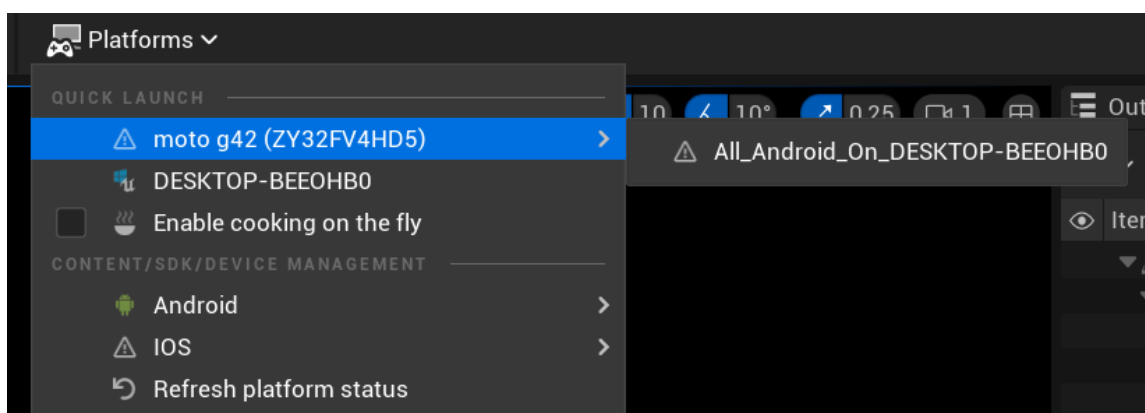 Platforms
QUICK LAUNCH
10 10° 0.25 1 Out
moto g42 (ZY32FV4HD5)
All_Android_On_DESKTOP-BEEOHB0
DESKTOP-BEEOHB0
Enable cooking on the fly
Iter
CONTENT/SDK/DEVICE MANAGEMENT
Android
IOS
Refresh platform status